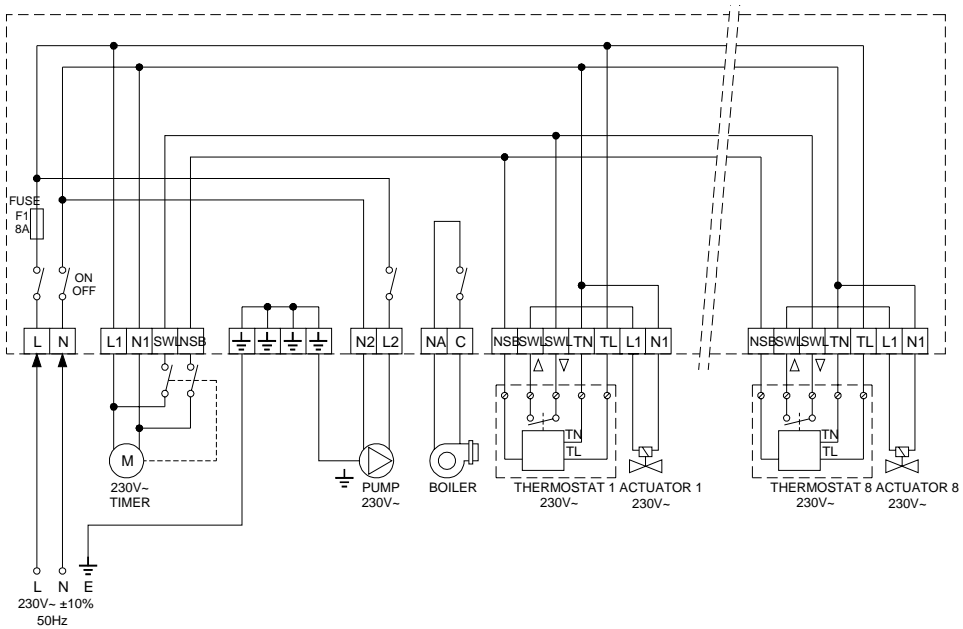 FUSE
F1
8A
ON
OFF
L N L1 N1 SWL NSB N2 L2 NA C NSB SWL SWL TN TL L1 N1 NSB SWL SWL TN TL L1 N1
TN
TL
TN
TL
M
230V~
TIMER
PUMP
230V~
BOILER
THERMOSTAT 1
230V~
ACTUATOR 1
230V~
THERMOSTAT 8
230V~
ACTUATOR 8
230V~
L N E
230V~ ±10%
50Hz